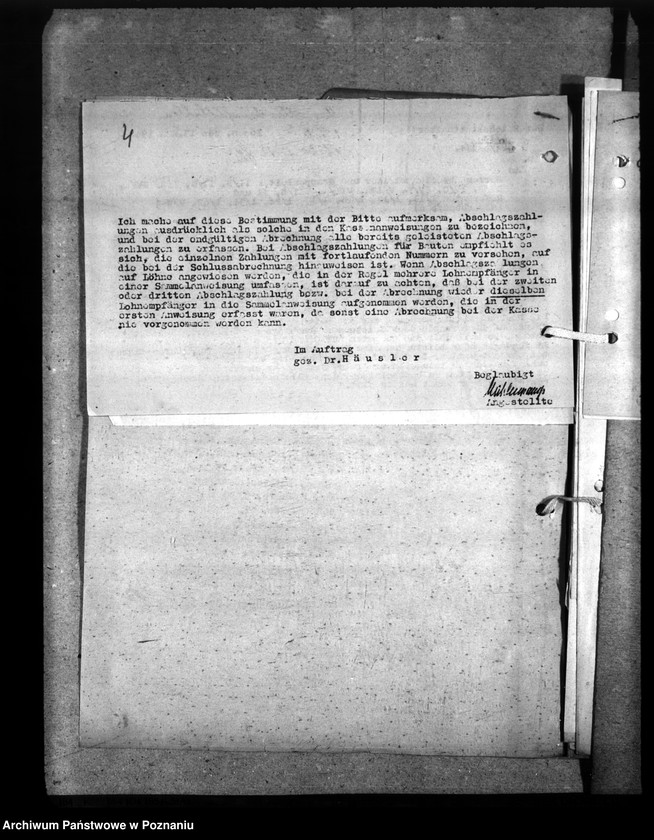 4
Ich mache auf diese Bestimmung mit der Bitte aufmerksam, Abschlagszahl-
ungen ausdrücklich als solche in den Kassenanweisungen zu bezeichnen,
und bei der endgültigen Abrechnung alle bereits geleisteten Abschlags-
zahlungen zu erfassen. Bei Abschlagszahlungen für Bauten empfiehlt es
sich, die einzelnen Zahlungen mit fortlaufenden Nummern zu versehen, auf
die bei der Schlussabrechnung hinzuweisen ist. Wenn Abschlagszahlungen
auf Löhne angewiesen werden, die in der Regel mehrere Lohnempfänger in
einer Sammelanweisung umfassen, ist darauf zu achten, daß bei der zweiten
oder dritten Abschlagszahlung bezw. bei der Abrechnung wieder dieselben
Lohnempfänger in die Sammelanweisung aufgenommen werden, die in der
ersten Anweisung erfasst waren, da sonst eine Abrechnung bei der Kasse
nie vorgenommen werden kann.
Im Auftrag
gez. Dr.Häusler
Beglaubigt
Angestellte
Archiwum Państwowe w Poznaniu